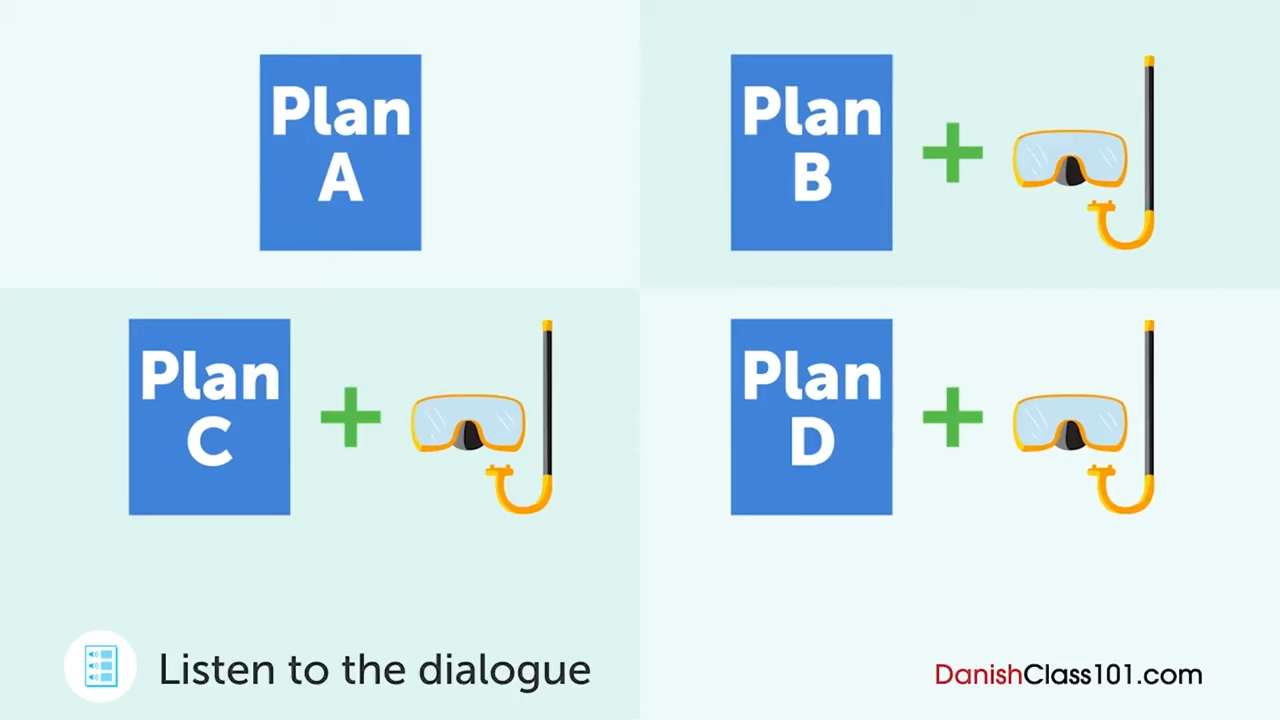 Plan
A
Plan
B
Plan
C
Plan
D
Listen to the dialogue
DanishClass101.com